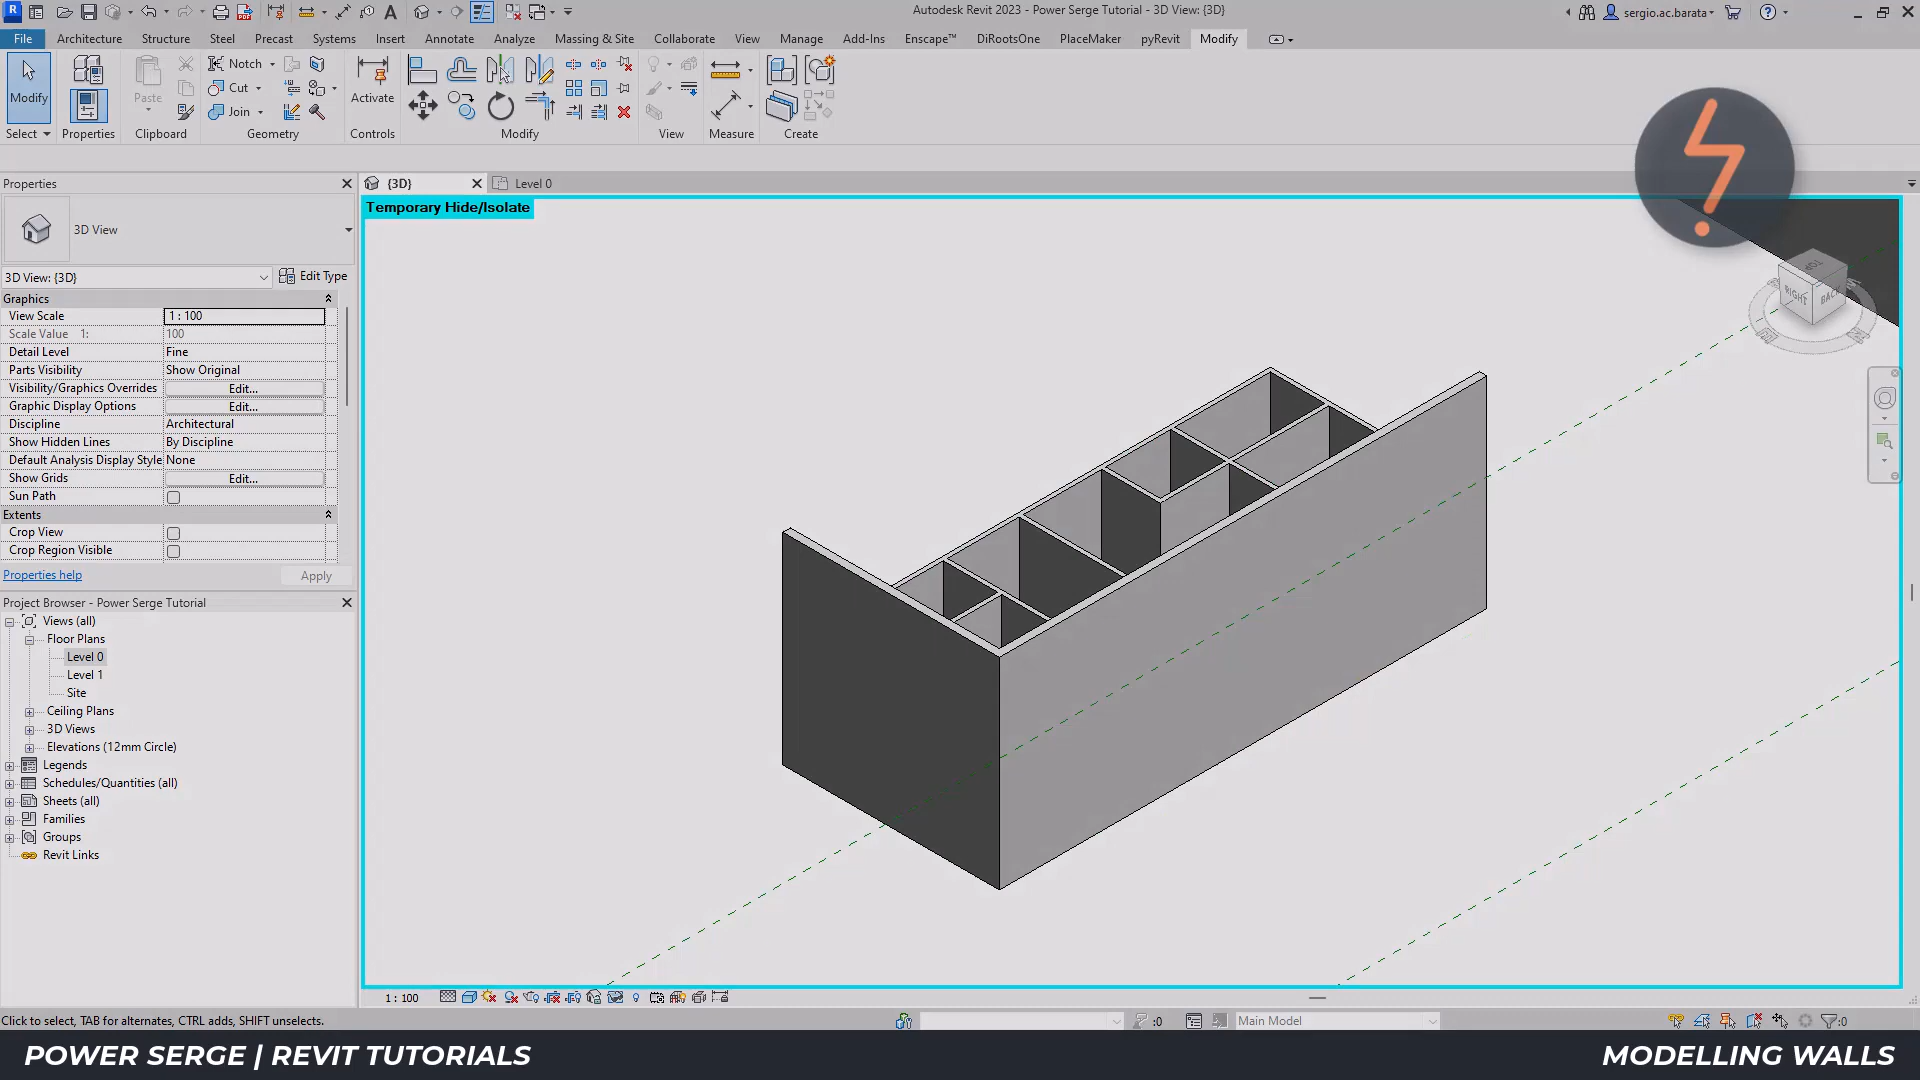 Autodesk Revit 2023 - Power Serge Tutorial - 3D View: {3D}
sergio.ac.barata
File Architecture Structure Steel Precast Systems Insert Annotate Analyze Massing & Site Collaborate View Manage Add-Ins Enscape™ DiRootsOne PlaceMaker pyRevit Modify
Modify
Paste
Notch
Cut
Join
Activate
Select Properties Clipboard Geometry Controls Modify View Measure Create
Properties
{3D}
Level 0
Temporary Hide/Isolate
3D View
3D View: {3D}
Edit Type
Graphics
View Scale 1 : 100
Scale Value 1: 100
Detail Level Fine
Parts Visibility Show Original
Visibility/Graphics Overrides Edit...
Graphic Display Options Edit...
Discipline Architectural
Show Hidden Lines By Discipline
Default Analysis Display Style None
Show Grids Edit...
Sun Path
Extents
Crop View
Crop Region Visible
Properties help Apply
TOP
RIGHT
BACK
Project Browser - Power Serge Tutorial
Views (all)
Floor Plans
Level 0
Level 1
Site
Ceiling Plans
3D Views
Elevations (12mm Circle)
Legends
Schedules/Quantities (all)
Sheets (all)
Families
Groups
Revit Links
1 : 100
Click to select, TAB for alternates, CTRL adds, SHIFT unselects.
:0
Main Model
:0
POWER SERGE | REVIT TUTORIALS
MODELLING WALLS